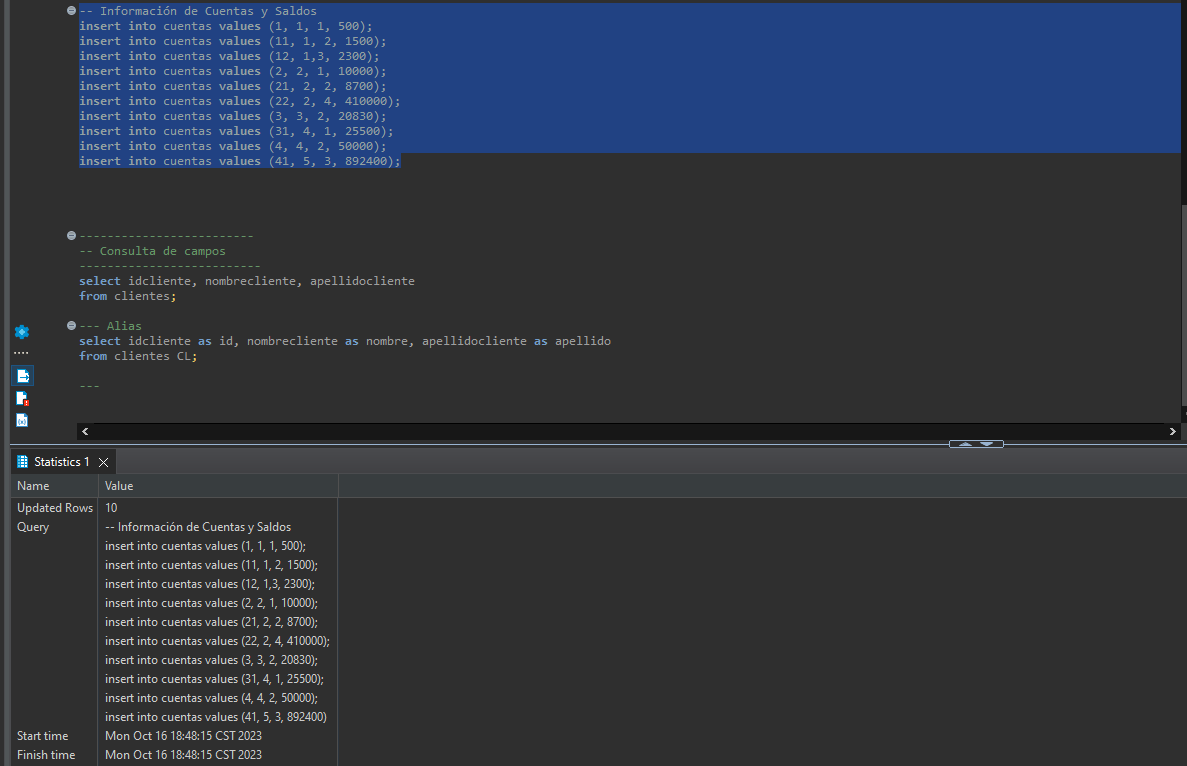 -- Información de Cuentas y Saldos
insert into cuentas values (1, 1, 1, 500);
insert into cuentas values (11, 1, 2, 1500);
insert into cuentas values (12, 1,3, 2300);
insert into cuentas values (2, 2, 1, 10000);
insert into cuentas values (21, 2, 2, 8700);
insert into cuentas values (22, 2, 4, 410000);
insert into cuentas values (3, 3, 2, 20830);
insert into cuentas values (31, 4, 1, 25500);
insert into cuentas values (4, 4, 2, 50000);
insert into cuentas values (41, 5, 3, 892400);
-------------------------
-- Consulta de campos
--------------------------
select idcliente, nombrecliente, apellidocliente
from clientes;
--- Alias
select idcliente as id, nombrecliente as nombre, apellidocliente as apellido
from clientes CL;
---
Statistics 1
Name Value
Updated Rows 10
Query -- Información de Cuentas y Saldos
insert into cuentas values (1, 1, 1, 500);
insert into cuentas values (11, 1, 2, 1500);
insert into cuentas values (12, 1,3, 2300);
insert into cuentas values (2, 2, 1, 10000);
insert into cuentas values (21, 2, 2, 8700);
insert into cuentas values (22, 2, 4, 410000);
insert into cuentas values (3, 3, 2, 20830);
insert into cuentas values (31, 4, 1, 25500);
insert into cuentas values (4, 4, 2, 50000);
insert into cuentas values (41, 5, 3, 892400)
Start time Mon Oct 16 18:48:15 CST 2023
Finish time Mon Oct 16 18:48:15 CST 2023